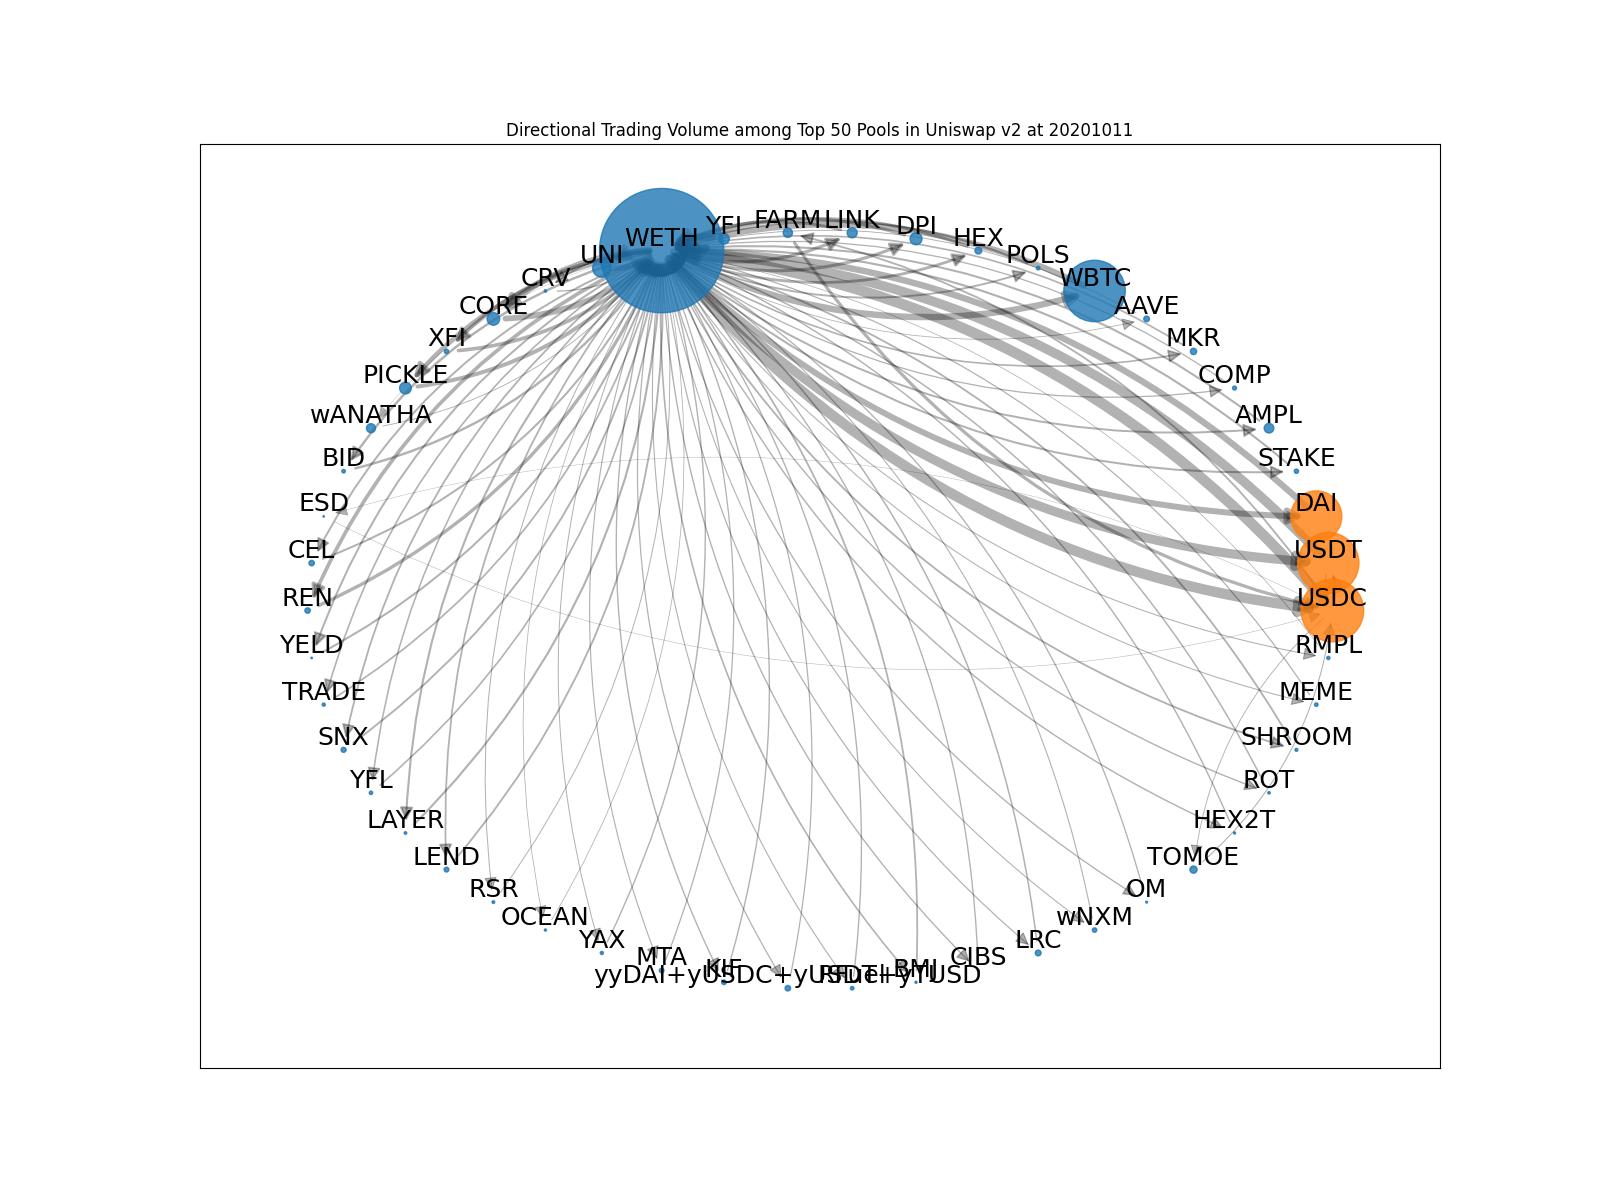 Directional Trading Volume among Top 50 Pools in Uniswap v2 at 20201011
WETH
YFI
FARM
LINK
DPI
HEX
POLS
WBTC
AAVE
MKR
COMP
AMPL
STAKE
DAI
USDT
USDC
RMPL
MEME
SHROOM
ROT
HEX2T
TOMOE
OM
wNXM
LRC
CIBS
BMI
yyDAI+yUSDC+yUSDT+yTUSD
MTA
YAX
OCEAN
RSR
LEND
LAYER
YFL
SNX
TRADE
YELD
REN
CEL
ESD
BID
wANATHA
PICKLE
XFI
CORE
CRV
UNI